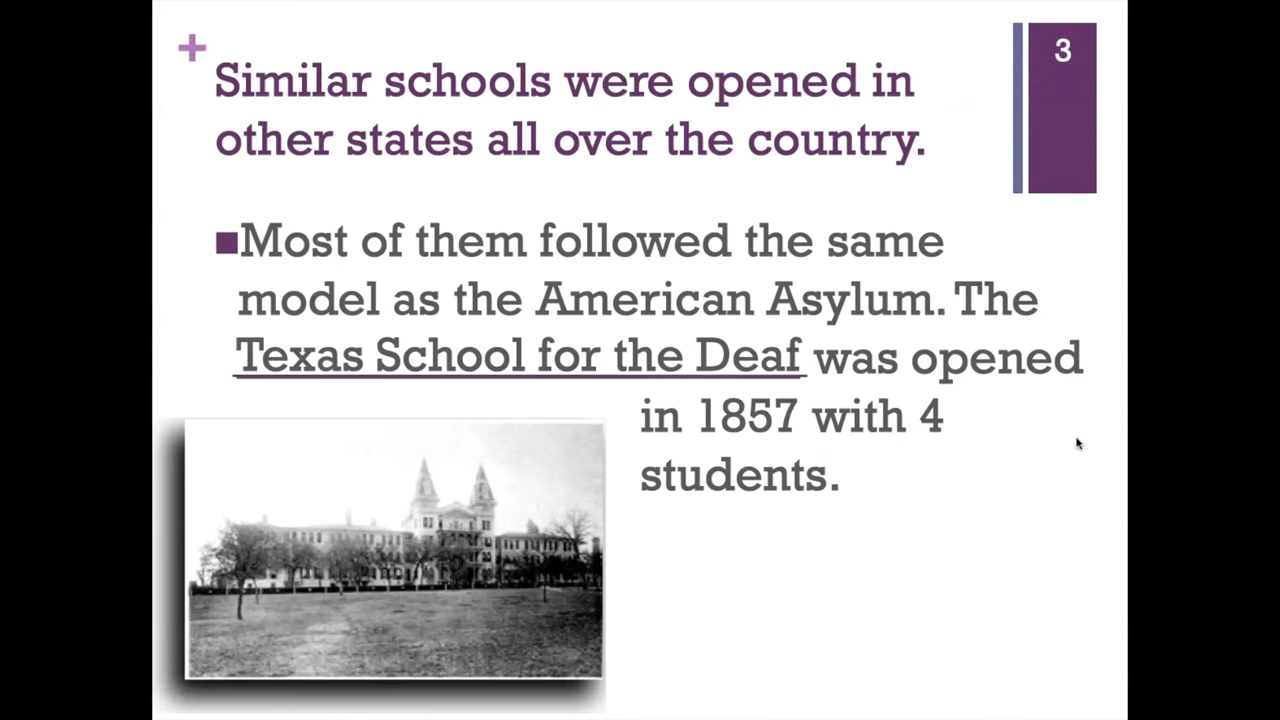 +
3
Similar schools were opened in
other states all over the country.
Most of them followed the same
model as the American Asylum. The
Texas School for the Deaf was opened
in 1857 with 4
students.